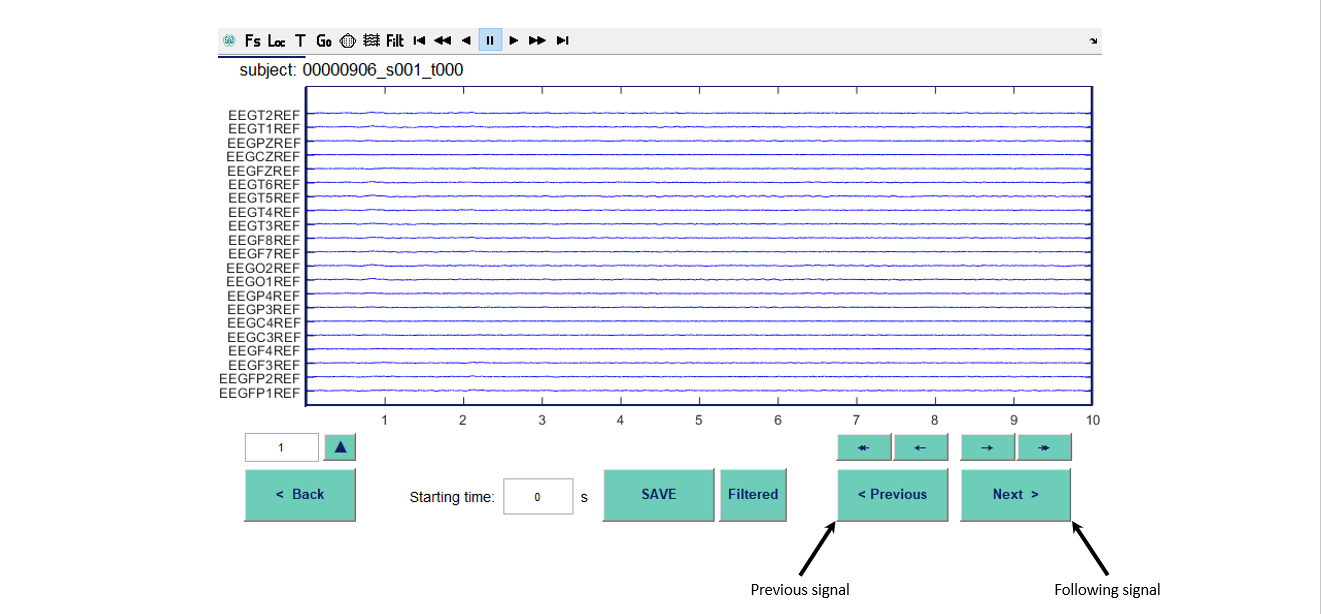 Fs Loc T Go Filt
subject: 00000906_s001_t000
EEGT2REF
EEGT1REF
EEGPZREF
EEGCZREF
EEGFZREF
EEGT6REF
EEGT5REF
EEGT4REF
EEGT3REF
EEGF8REF
EEGF7REF
EEGO2REF
EEGO1REF
EEGP4REF
EEGP3REF
EEGC4REF
EEGC3REF
EEGF4REF
EEGF3REF
EEGFP2REF
EEGFP1REF
1 2 3 4 5 6 7 8 9 10
1
< Back
Starting time: 0 s
SAVE
Filtered
< Previous
Next >
Previous signal
Following signal